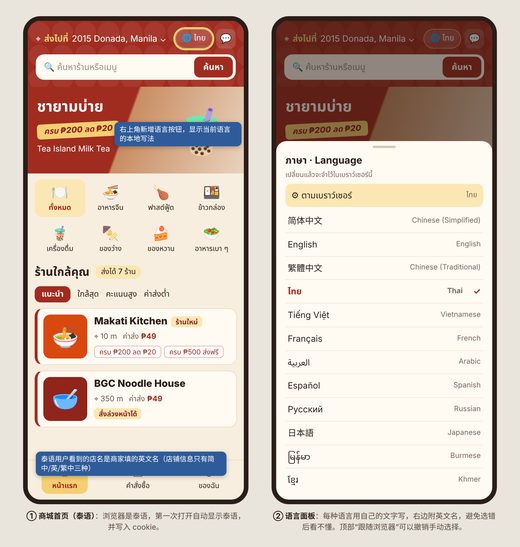 ส่งไปที่ 2015 Donada, Manila
ไทย
ค้นหาร้านหรือเมนู
ค้นหา
ชายามบ่าย
ครบ ₱200 ลด ₱20
Tea Island Milk Tea
右上角新增语言按钮，显示当前语言
的本地写法
ทั้งหมด
อาหารจีน
ฟาสต์ฟู้ด
ข้าวกล่อง
เครื่องดื่ม
ของว่าง
ของหวาน
อาหารเบา ๆ
ร้านใกล้คุณ
ส่งได้ 7 ร้าน
แนะนำ
ใกล้สุด
คะแนนสูง
ค่าส่งต่ำ
Makati Kitchen
ร้านใหม่
10 m ค่าส่ง ₱49
ครบ ₱200 ลด ₱20
ครบ ₱500 ส่งฟรี
BGC Noodle House
350 m ค่าส่ง ₱49
สั่งล่วงหน้าได้
泰语用户看到的店名是商家填的英文名（店铺信息只有简
中/英/繁中三种）
หน้าแรก
คำสั่งซื้อ
ของฉัน
① 商城首页（泰语）：浏览器是泰语，第一次打开自动显示泰语，
并写入 cookie。
ส่งไปที่ 2015 Donada, Manila
ไทย
ค้นหาร้านหรือเมนู
ค้นหา
ชายามบ่าย
ครบ ₱200 ลด ₱20
ภาษา · Language
เปลี่ยนแล้วจะจำไว้ในเบราว์เซอร์นี้
ตามเบราว์เซอร์ ไทย
简体中文 Chinese (Simplified)
English English
繁體中文 Chinese (Traditional)
ไทย Thai ✓
Tiếng Việt Vietnamese
Français French
العربية Arabic
Español Spanish
Русский Russian
日本語 Japanese
မြန်မာ Burmese
ខ្មែរ Khmer
② 语言面板：每种语言用自己的文字写，右边附英文名，避免选错
后看不懂。顶部“跟随浏览器”可以撤销手动选择。